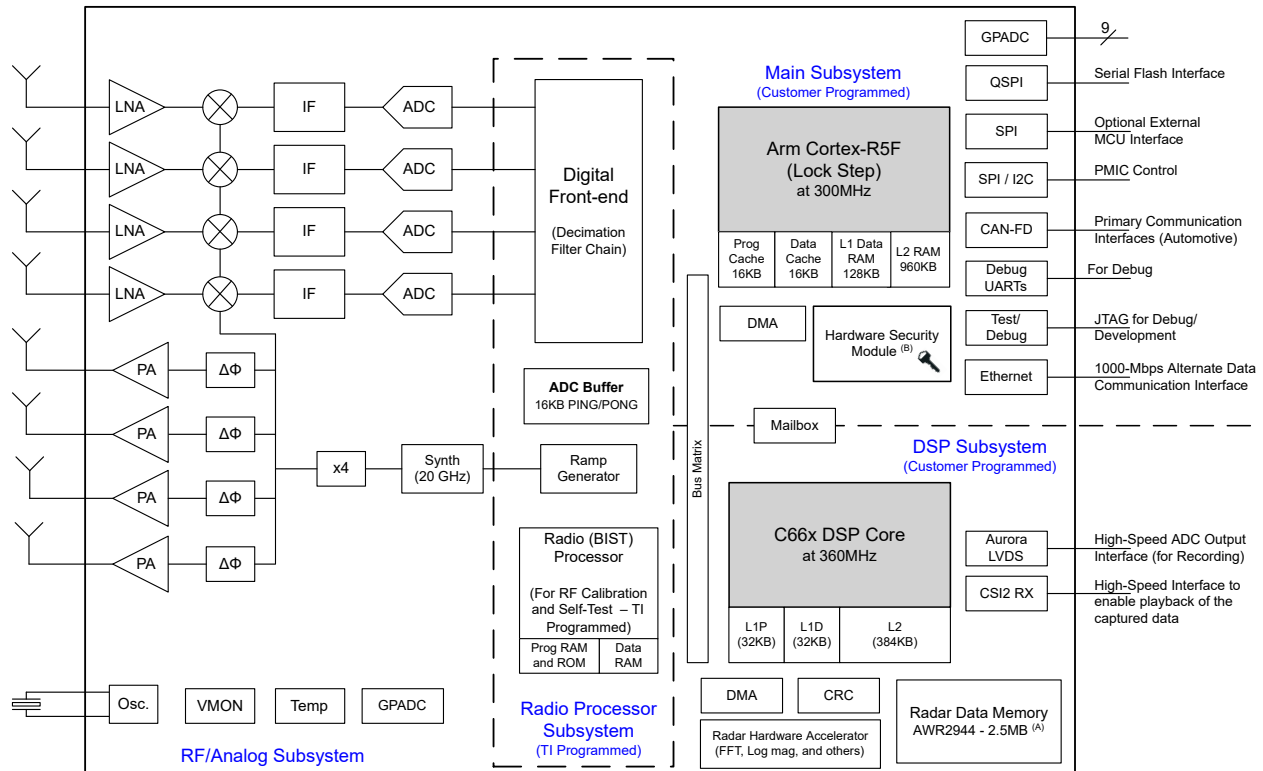 LNA
IF
ADC
LNA
IF
ADC
LNA
IF
ADC
LNA
IF
ADC
PA
ΔΦ
PA
ΔΦ
PA
ΔΦ
PA
ΔΦ
x4
Synth
(20 GHz)
Osc.
VMON
Temp
GPADC
RF/Analog Subsystem
Digital
Front-end
(Decimation
Filter Chain)
ADC Buffer
16KB PING/PONG
Ramp
Generator
Radio (BIST)
Processor
(For RF Calibration
and Self-Test – TI
Programmed)
Prog RAM
and ROM
Data
RAM
Radio Processor
Subsystem
(TI Programmed)
Bus Matrix
Main Subsystem
(Customer Programmed)
Arm Cortex-R5F
(Lock Step)
at 300MHz
Prog
Cache
16KB
Data
Cache
16KB
L1 Data
RAM
128KB
L2 RAM
960KB
DMA
Hardware Security
Module (B)
Mailbox
GPADC
9
QSPI
Serial Flash Interface
SPI
Optional External
MCU Interface
SPI / I2C
PMIC Control
CAN-FD
Primary Communication
Interfaces (Automotive)
Debug
UARTs
For Debug
Test/
Debug
JTAG for Debug/
Development
Ethernet
1000-Mbps Alternate Data
Communication Interface
DSP Subsystem
(Customer Programmed)
C66x DSP Core
at 360MHz
L1P
(32KB)
L1D
(32KB)
L2
(384KB)
Aurora
LVDS
High-Speed ADC Output
Interface (for Recording)
CSI2 RX
High-Speed Interface to
enable playback of the
captured data
DMA
CRC
Radar Hardware Accelerator
(FFT, Log mag, and others)
Radar Data Memory
AWR2944 - 2.5MB (A)